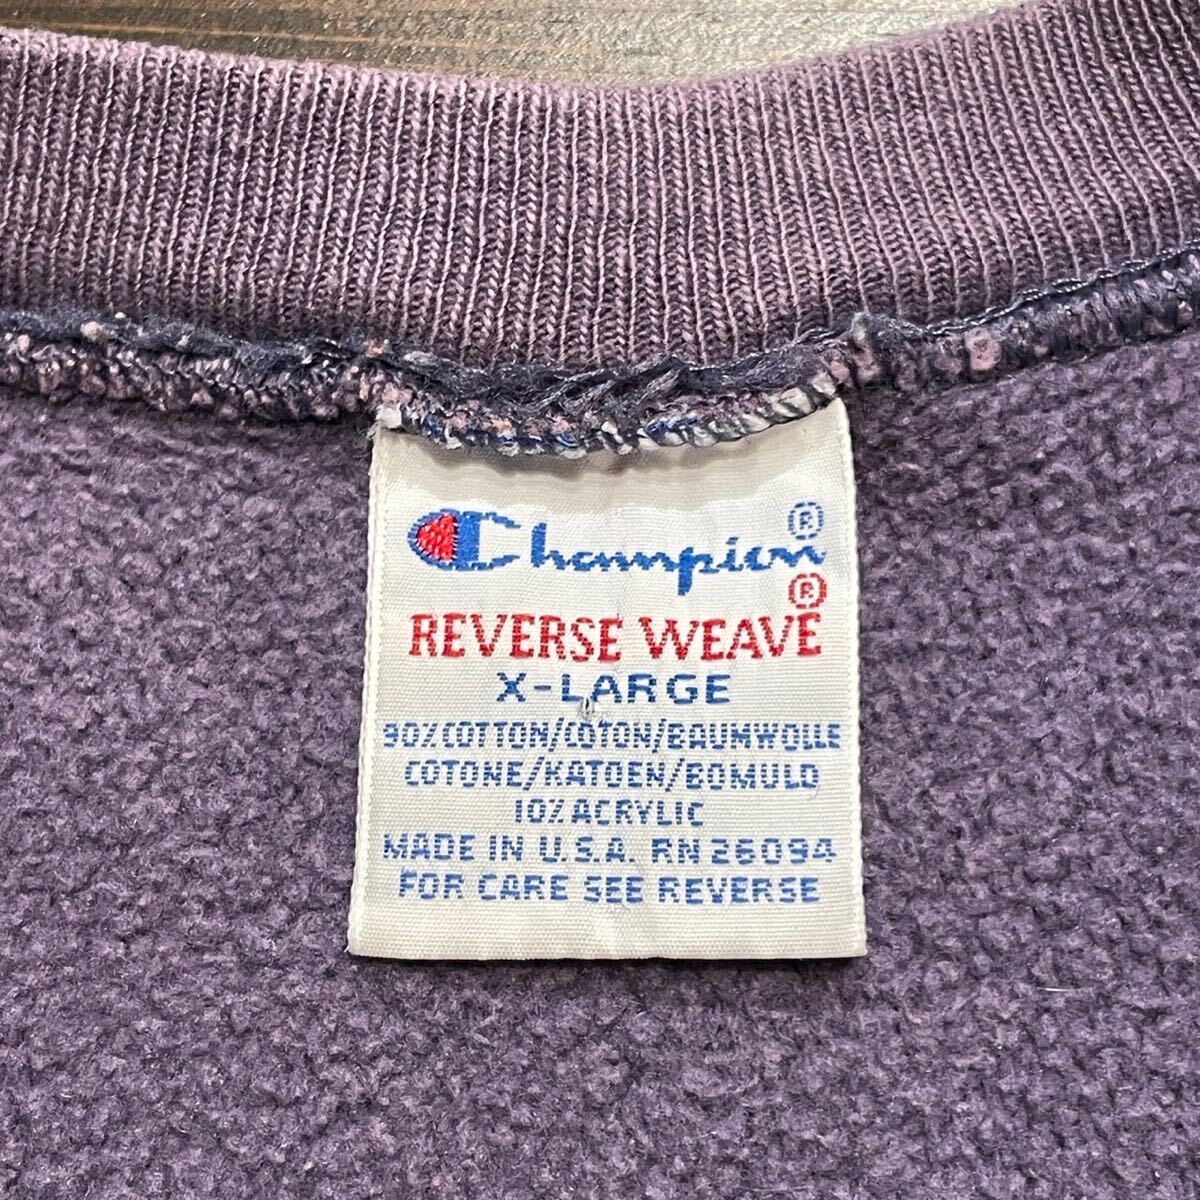 Champion®
®
REVERSE WEAVE
X-LARGE
90% COTTON/COTON/BAUMWOLLE
COTONE/KATOEN/BOMULD
10% ACRYLIC
MADE IN U.S.A. RN 26094
FOR CARE SEE REVERSE